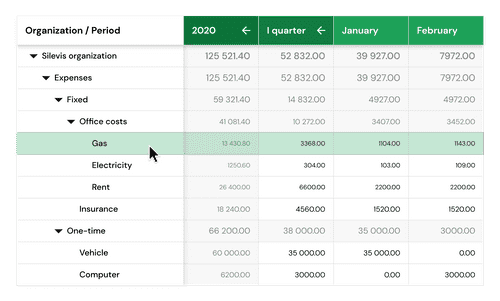 Organization / Period 2020 I quarter January February
Silevis organization 125 521.40 52 832.00 39 927.00 7972.00
Expenses 125 521.40 52 832.00 39 927.00 7972.00
Fixed 59 321.40 14 832.00 4927.00 4972.00
Office costs 41 081.40 10 272.00 3407.00 3452.00
Gas 13 430.80 3368.00 1104.00 1143.00
Electricity 1250.60 304.00 103.00 109.00
Rent 26 400.00 6600.00 2200.00 2200.00
Insurance 18 240.00 4560.00 1520.00 1520.00
One-time 66 200.00 38 000.00 35 000.00 3000.00
Vehicle 60 000.00 35 000.00 35 000.00 0.00
Computer 6200.00 3000.00 0.00 3000.00